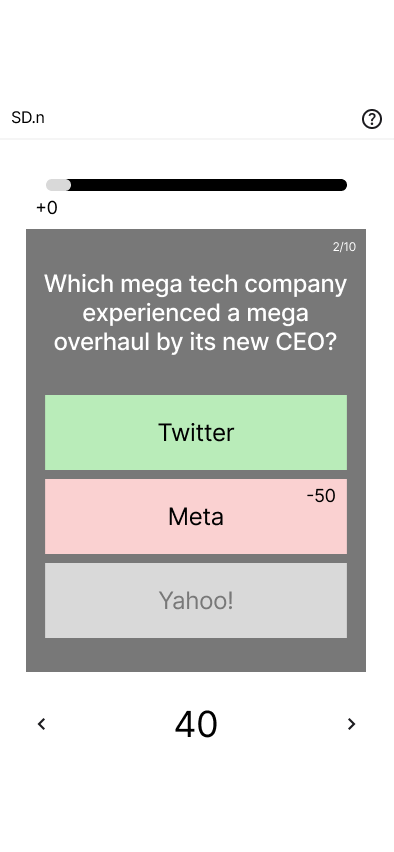 SD.n
+0
2/10
Which mega tech company
experienced a mega
overhaul by its new CEO?
Twitter
-50
Meta
Yahoo!
40